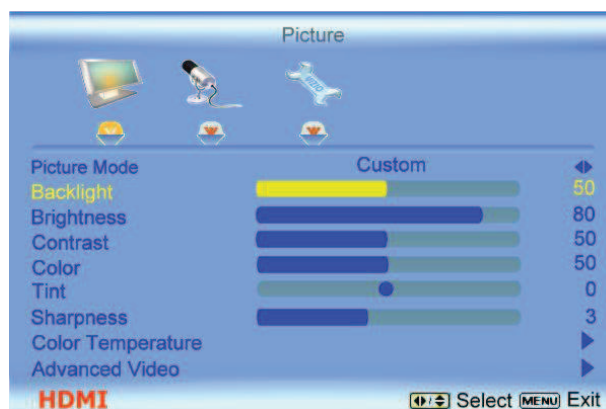 Picture
VIZIO
Picture Mode Custom
Backlight 50
Brightness 80
Contrast 50
Color 50
Tint 0
Sharpness 3
Color Temperature
Advanced Video
HDMI Select MENU Exit